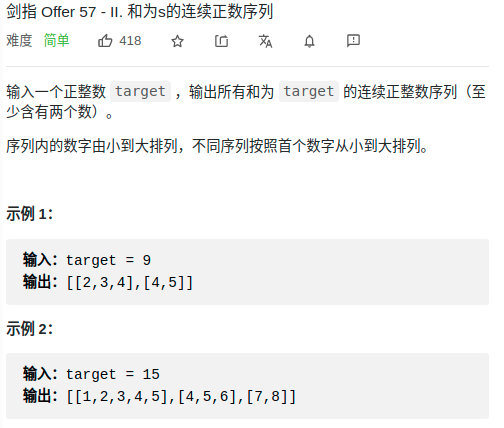 剑指 Offer 57 - II. 和为s的连续正数序列
难度 简单 418
输入一个正整数 target ，输出所有和为 target 的连续正整数序列（至
少含有两个数）。
序列内的数字由小到大排列，不同序列按照首个数字从小到大排列。
示例 1：
输入：target = 9
输出：[[2,3,4],[4,5]]
示例 2：
输入：target = 15
输出：[[1,2,3,4,5],[4,5,6],[7,8]]